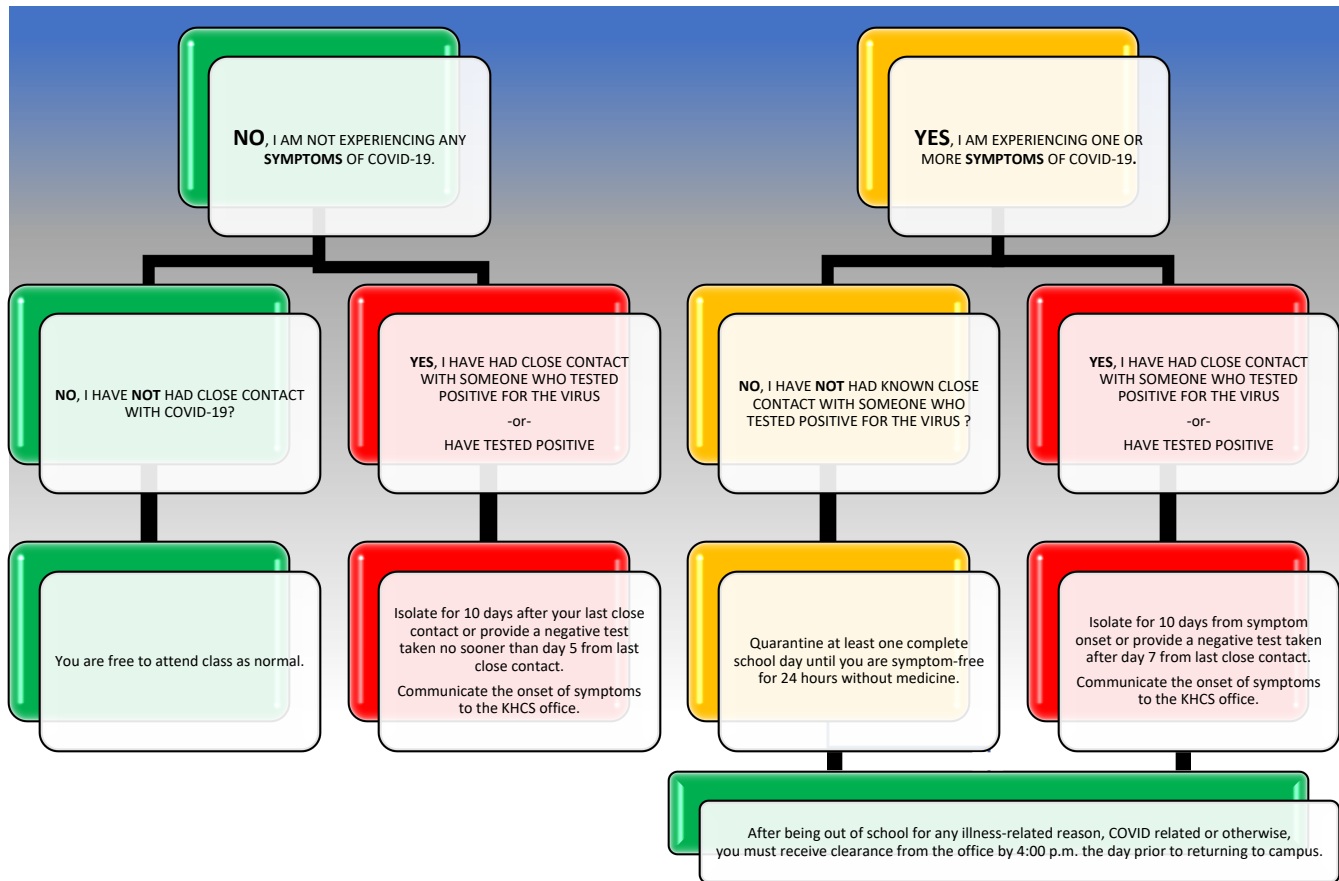 NO, I AM NOT EXPERIENCING ANY
SYMPTOMS OF COVID-19.
YES, I AM EXPERIENCING ONE OR
MORE SYMPTOMS OF COVID-19.
NO, I HAVE NOT HAD CLOSE CONTACT
WITH COVID-19?
YES, I HAVE HAD CLOSE CONTACT
WITH SOMEONE WHO TESTED
POSITIVE FOR THE VIRUS
-or-
HAVE TESTED POSITIVE
NO, I HAVE NOT HAD KNOWN CLOSE
CONTACT WITH SOMEONE WHO
TESTED POSITIVE FOR THE VIRUS ?
YES, I HAVE HAD CLOSE CONTACT
WITH SOMEONE WHO TESTED
POSITIVE FOR THE VIRUS
-or-
HAVE TESTED POSITIVE
You are free to attend class as normal.
Isolate for 10 days after your last close
contact or provide a negative test
taken no sooner than day 5 from last
close contact.
Communicate the onset of symptoms
to the KHCS office.
Quarantine at least one complete
school day until you are symptom-free
for 24 hours without medicine.
Isolate for 10 days from symptom
onset or provide a negative test taken
after day 7 from last close contact.
Communicate the onset of symptoms
to the KHCS office.
After being out of school for any illness-related reason, COVID related or otherwise,
you must receive clearance from the office by 4:00 p.m. the day prior to returning to campus.